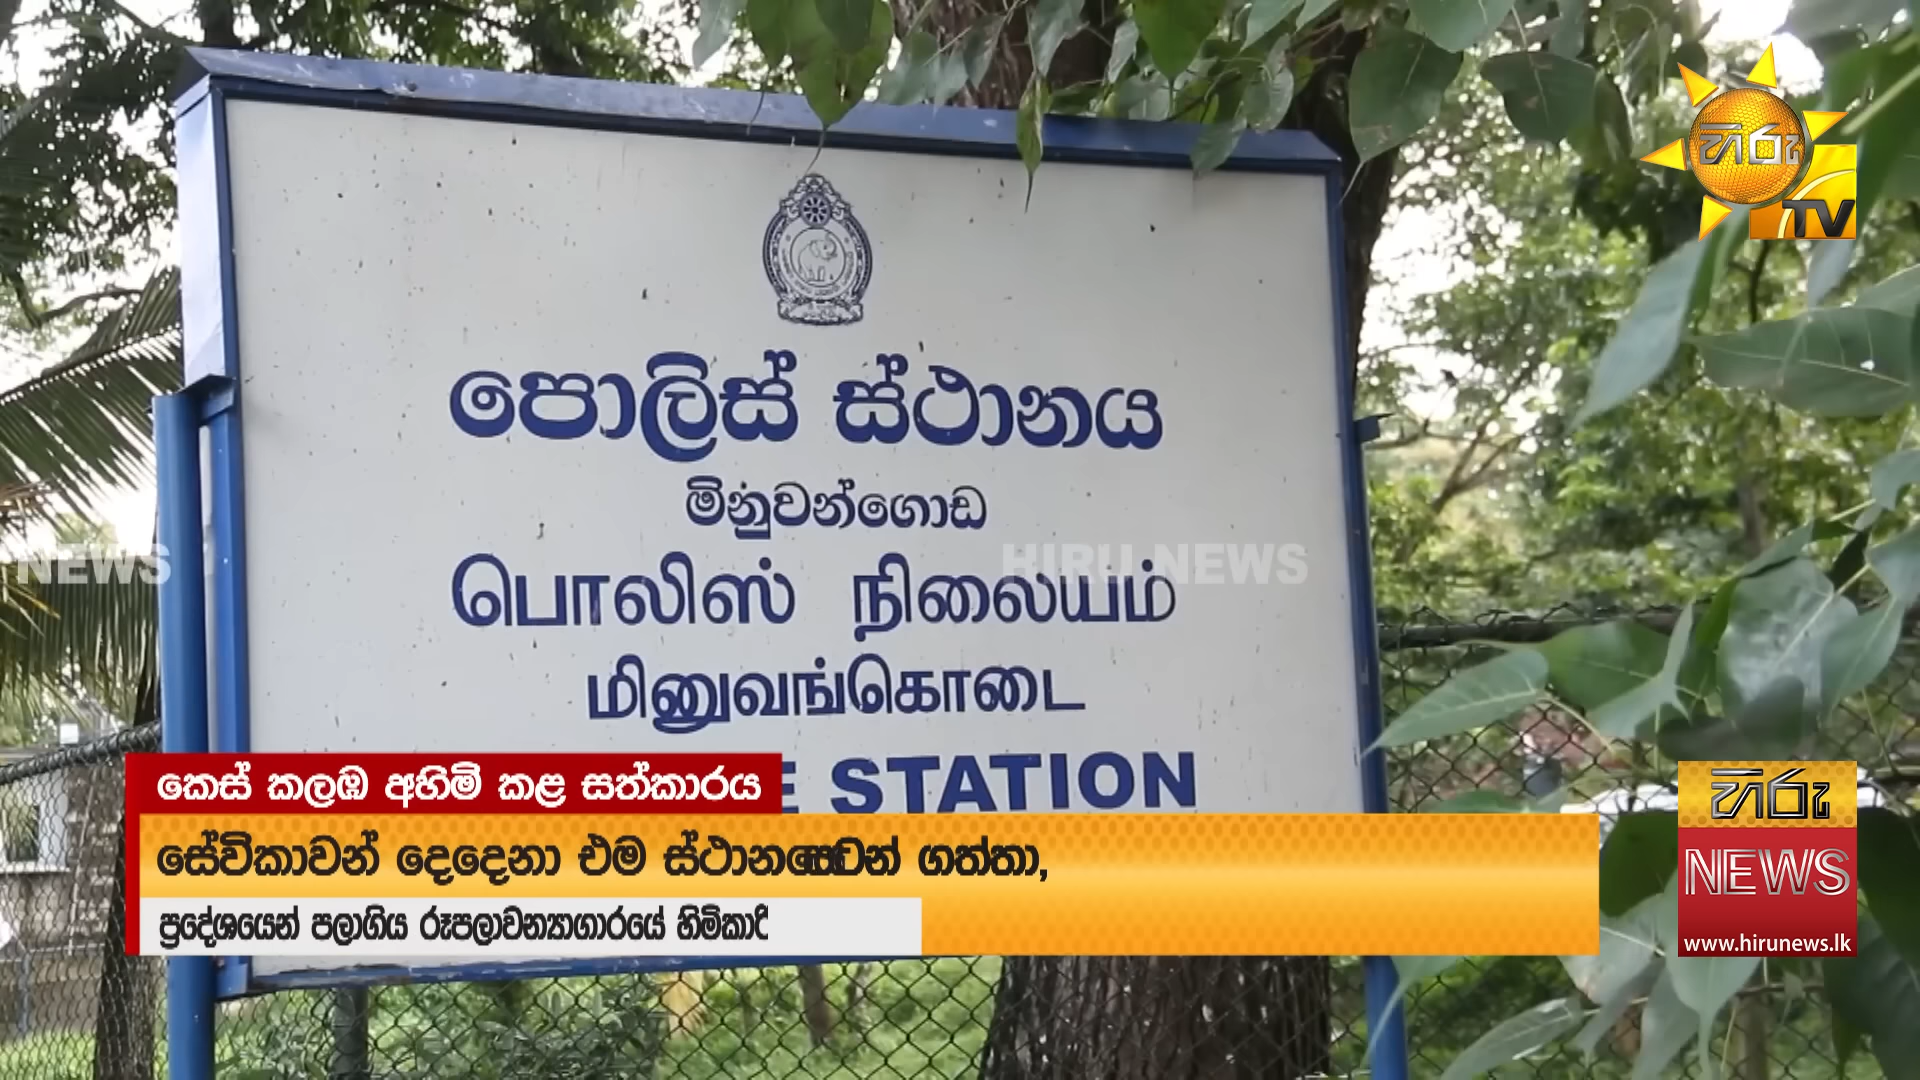 හිරු
TV
පොලිස් ස්ථානය
මිනුවන්ගොඩ
பொலிஸ் நிலையம்
மினுவங்கொடை
STATION
NEWS
HIRU NEWS
කෙස් කලඹ අහිමි කළ සත්කාරය
සේවිකාවන් දෙදෙනා එම ස්ථාන ගත්තා,
ප්‍රදේශයෙන් පලාගිය රූපලාවන්‍යාගාරයේ හිමිකාරි
හිරු
NEWS
www.hirunews.lk